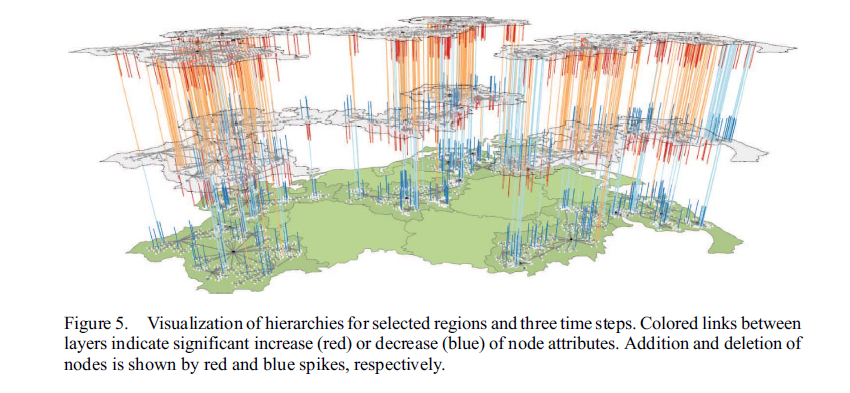 Figure 5. Visualization of hierarchies for selected regions and three time steps. Colored links between
layers indicate significant increase (red) or decrease (blue) of node attributes. Addition and deletion of
nodes is shown by red and blue spikes, respectively.